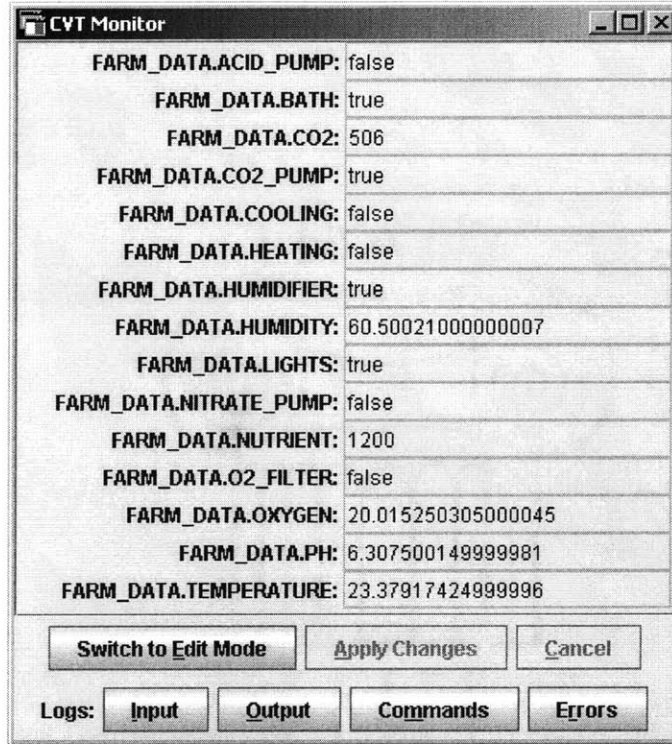 CVT Monitor
FARM_DATA.ACID_PUMP: false
FARM_DATA.BATH: true
FARM_DATA.CO2: 506
FARM_DATA.CO2_PUMP: true
FARM_DATA.COOLING: false
FARM_DATA.HEATING: false
FARM_DATA.HUMIDIFIER: true
FARM_DATA.HUMIDITY: 60.50021000000007
FARM_DATA.LIGHTS: true
FARM_DATA.NITRATE_PUMP: false
FARM_DATA.NUTRIENT: 1200
FARM_DATA.O2_FILTER: false
FARM_DATA.OXYGEN: 20.015250305000045
FARM_DATA.PH: 6.307500149999981
FARM_DATA.TEMPERATURE: 23.37917424999996
Switch to Edit Mode Apply Changes Cancel
Logs: Input Output Commands Errors